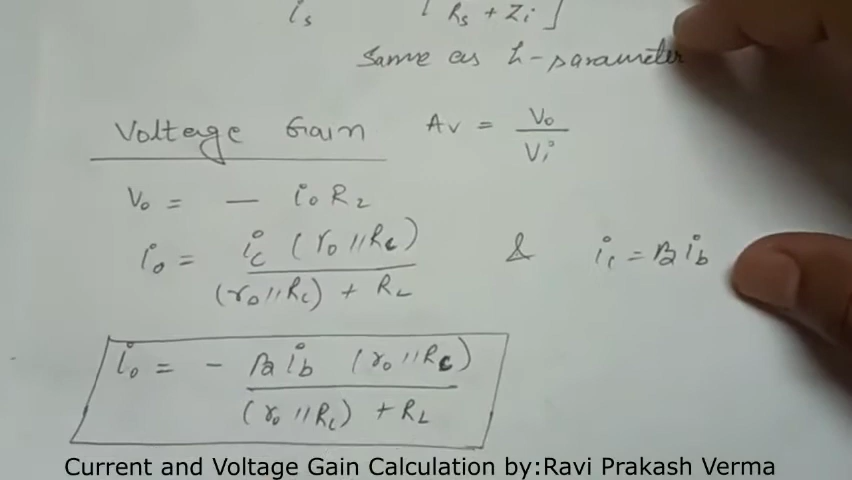 is [ Rs + Zi ]
Same as h-parameter
Voltage Gain Av = Vo / Vi
Vo = - io RL
io = ic (ro//Rc) / (ro//Rc) + RL & ic = βib
io = - βib (ro//Rc) / (ro//Rc) + RL
Current and Voltage Gain Calculation by:Ravi Prakash Verma